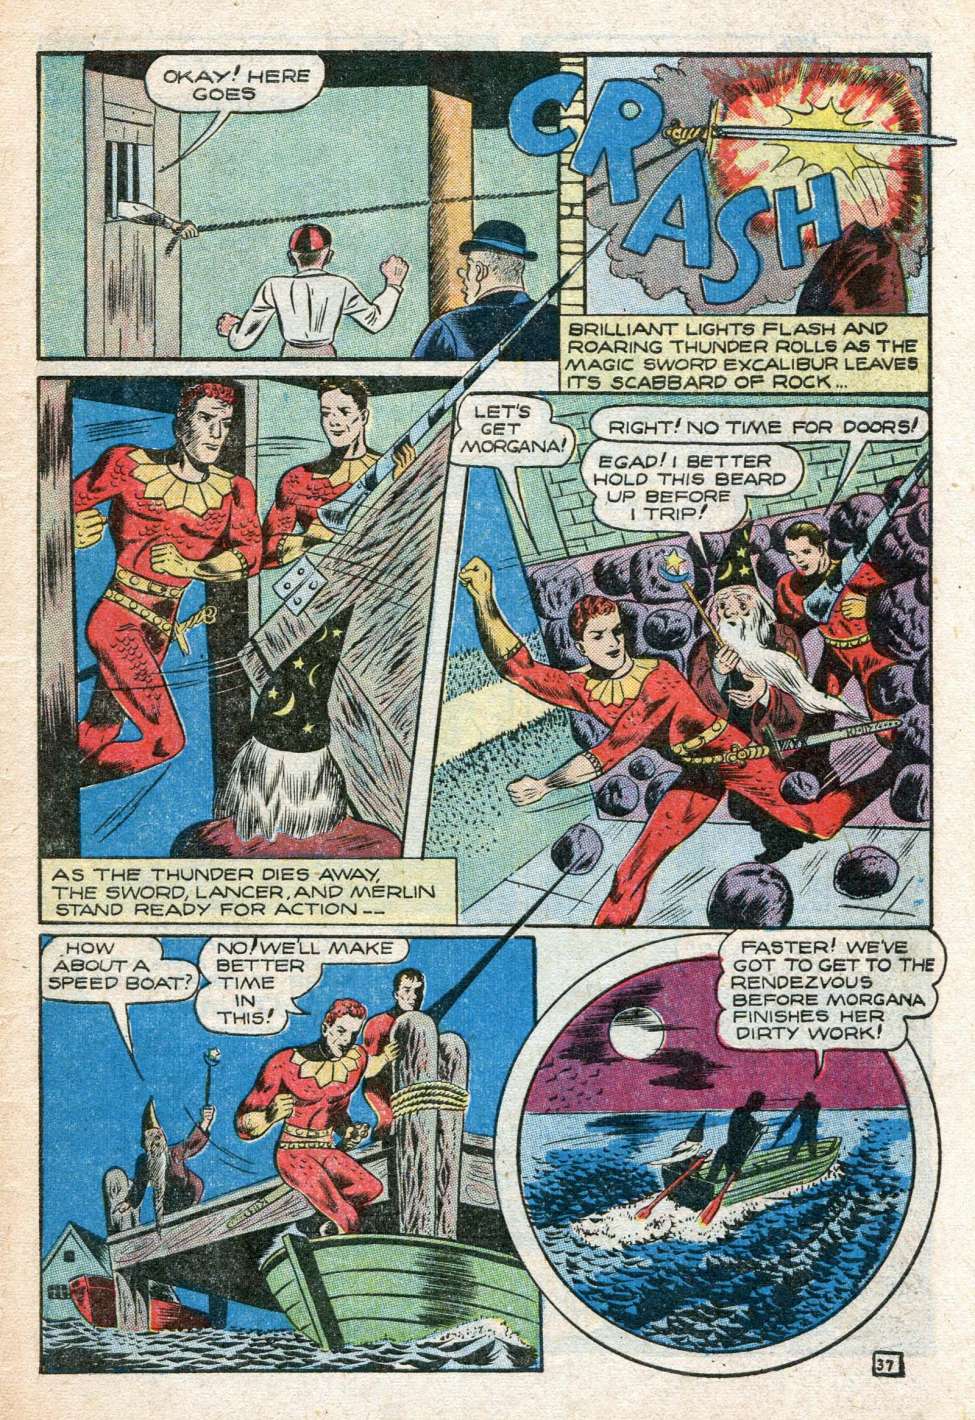 OKAY! HERE
GOES
CRASH
BRILLIANT LIGHTS FLASH AND
ROARING THUNDER ROLLS AS THE
MAGIC SWORD EXCALIBUR LEAVES
ITS SCABBARD OF ROCK...
AS THE THUNDER DIES AWAY,
THE SWORD, LANCER, AND MERLIN
STAND READY FOR ACTION --
LET'S
GET
MORGANA!
RIGHT! NO TIME FOR DOORS!
EGAD! I BETTER
HOLD THIS BEARD
UP BEFORE
I TRIP!
HOW
ABOUT A
SPEED BOAT?
NO! WE'LL MAKE
BETTER
TIME
IN
THIS!
FASTER! WE'VE
GOT TO GET TO THE
RENDEZVOUS
BEFORE MORGANA
FINISHES HER
DIRTY WORK!
37